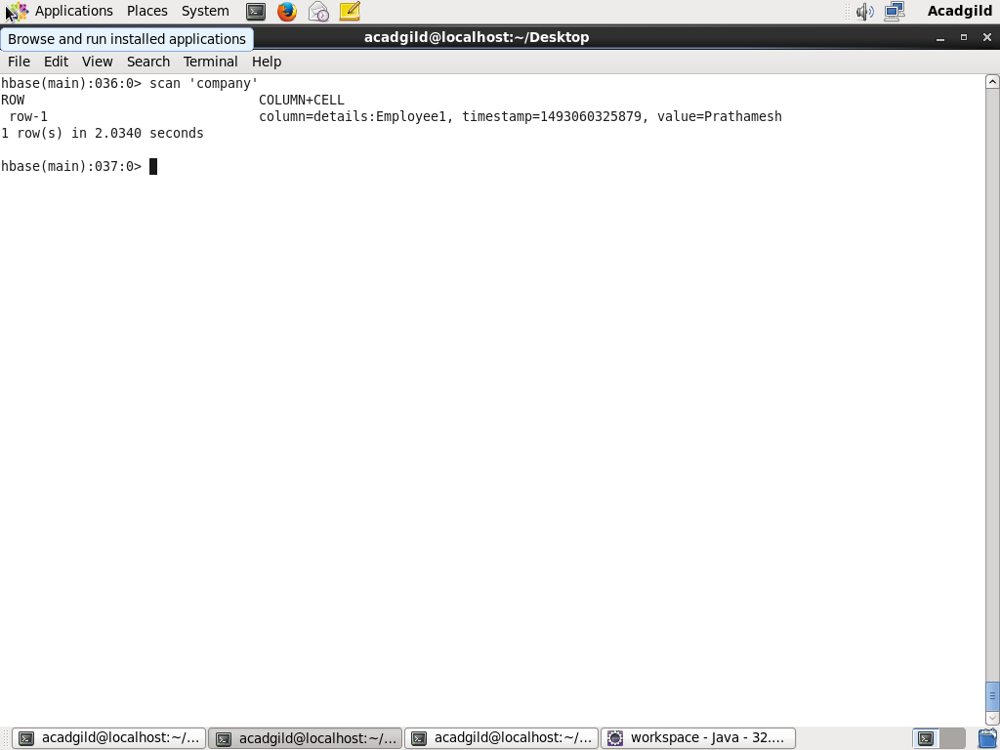 Applications Places System Acadgild
Browse and run installed applications
acadgild@localhost:~/Desktop
File Edit View Search Terminal Help
hbase(main):036:0> scan 'company'
ROW COLUMN+CELL
row-1 column=details:Employee1, timestamp=1493060325879, value=Prathamesh
1 row(s) in 2.0340 seconds
hbase(main):037:0>
acadgild@localhost:~/... acadgild@localhost:~/... acadgild@localhost:~/... workspace - Java - 32....